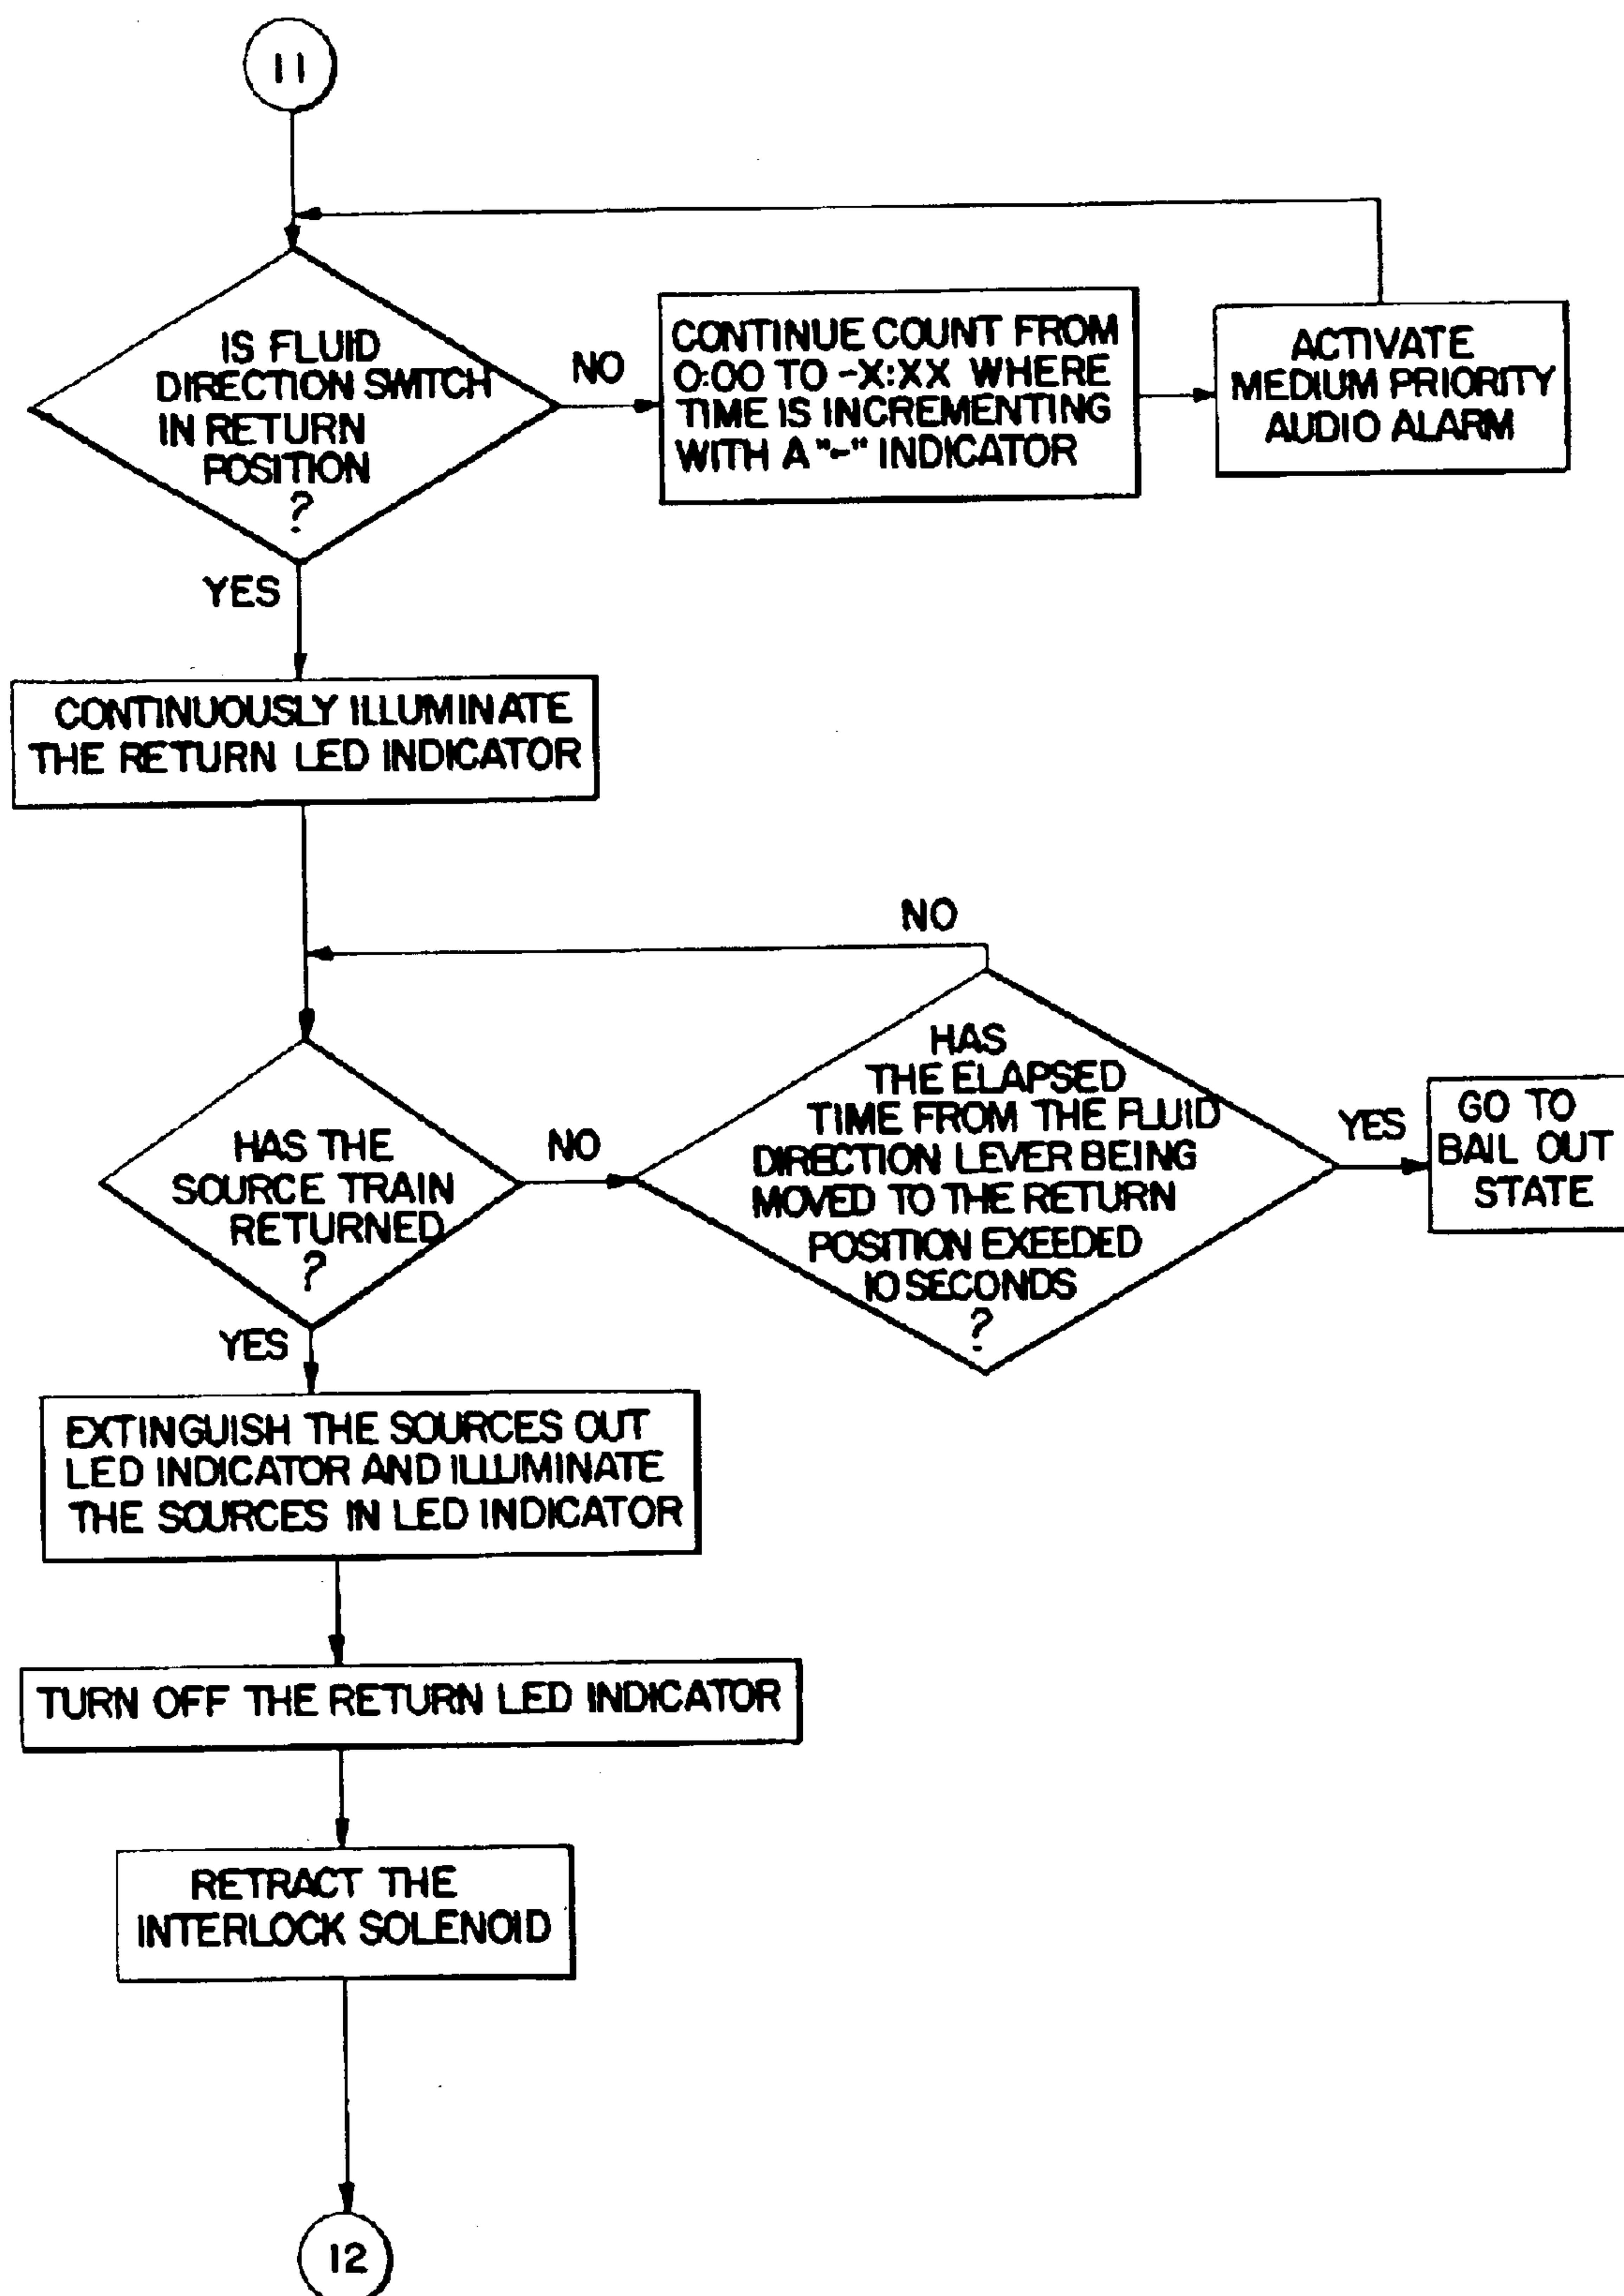 11
IS FLUID
DIRECTION SWITCH
IN RETURN
POSITION
?
NO
CONTINUE COUNT FROM
0:00 TO -X:XX WHERE
TIME IS INCREMENTING
WITH A "-" INDICATOR
ACTIVATE
MEDIUM PRIORITY
AUDIO ALARM
YES
CONTINUOUSLY ILLUMINATE
THE RETURN LED INDICATOR
NO
HAS THE
SOURCE TRAIN
RETURNED
?
NO
HAS
THE ELAPSED
TIME FROM THE FLUID
DIRECTION LEVER BEING
MOVED TO THE RETURN
POSITION EXEEDED
10 SECONDS
?
YES
GO TO
BAIL OUT
STATE
YES
EXTINGUISH THE SOURCES OUT
LED INDICATOR AND ILLUMINATE
THE SOURCES IN LED INDICATOR
TURN OFF THE RETURN LED INDICATOR
RETRACT THE
INTERLOCK SOLENOID
12